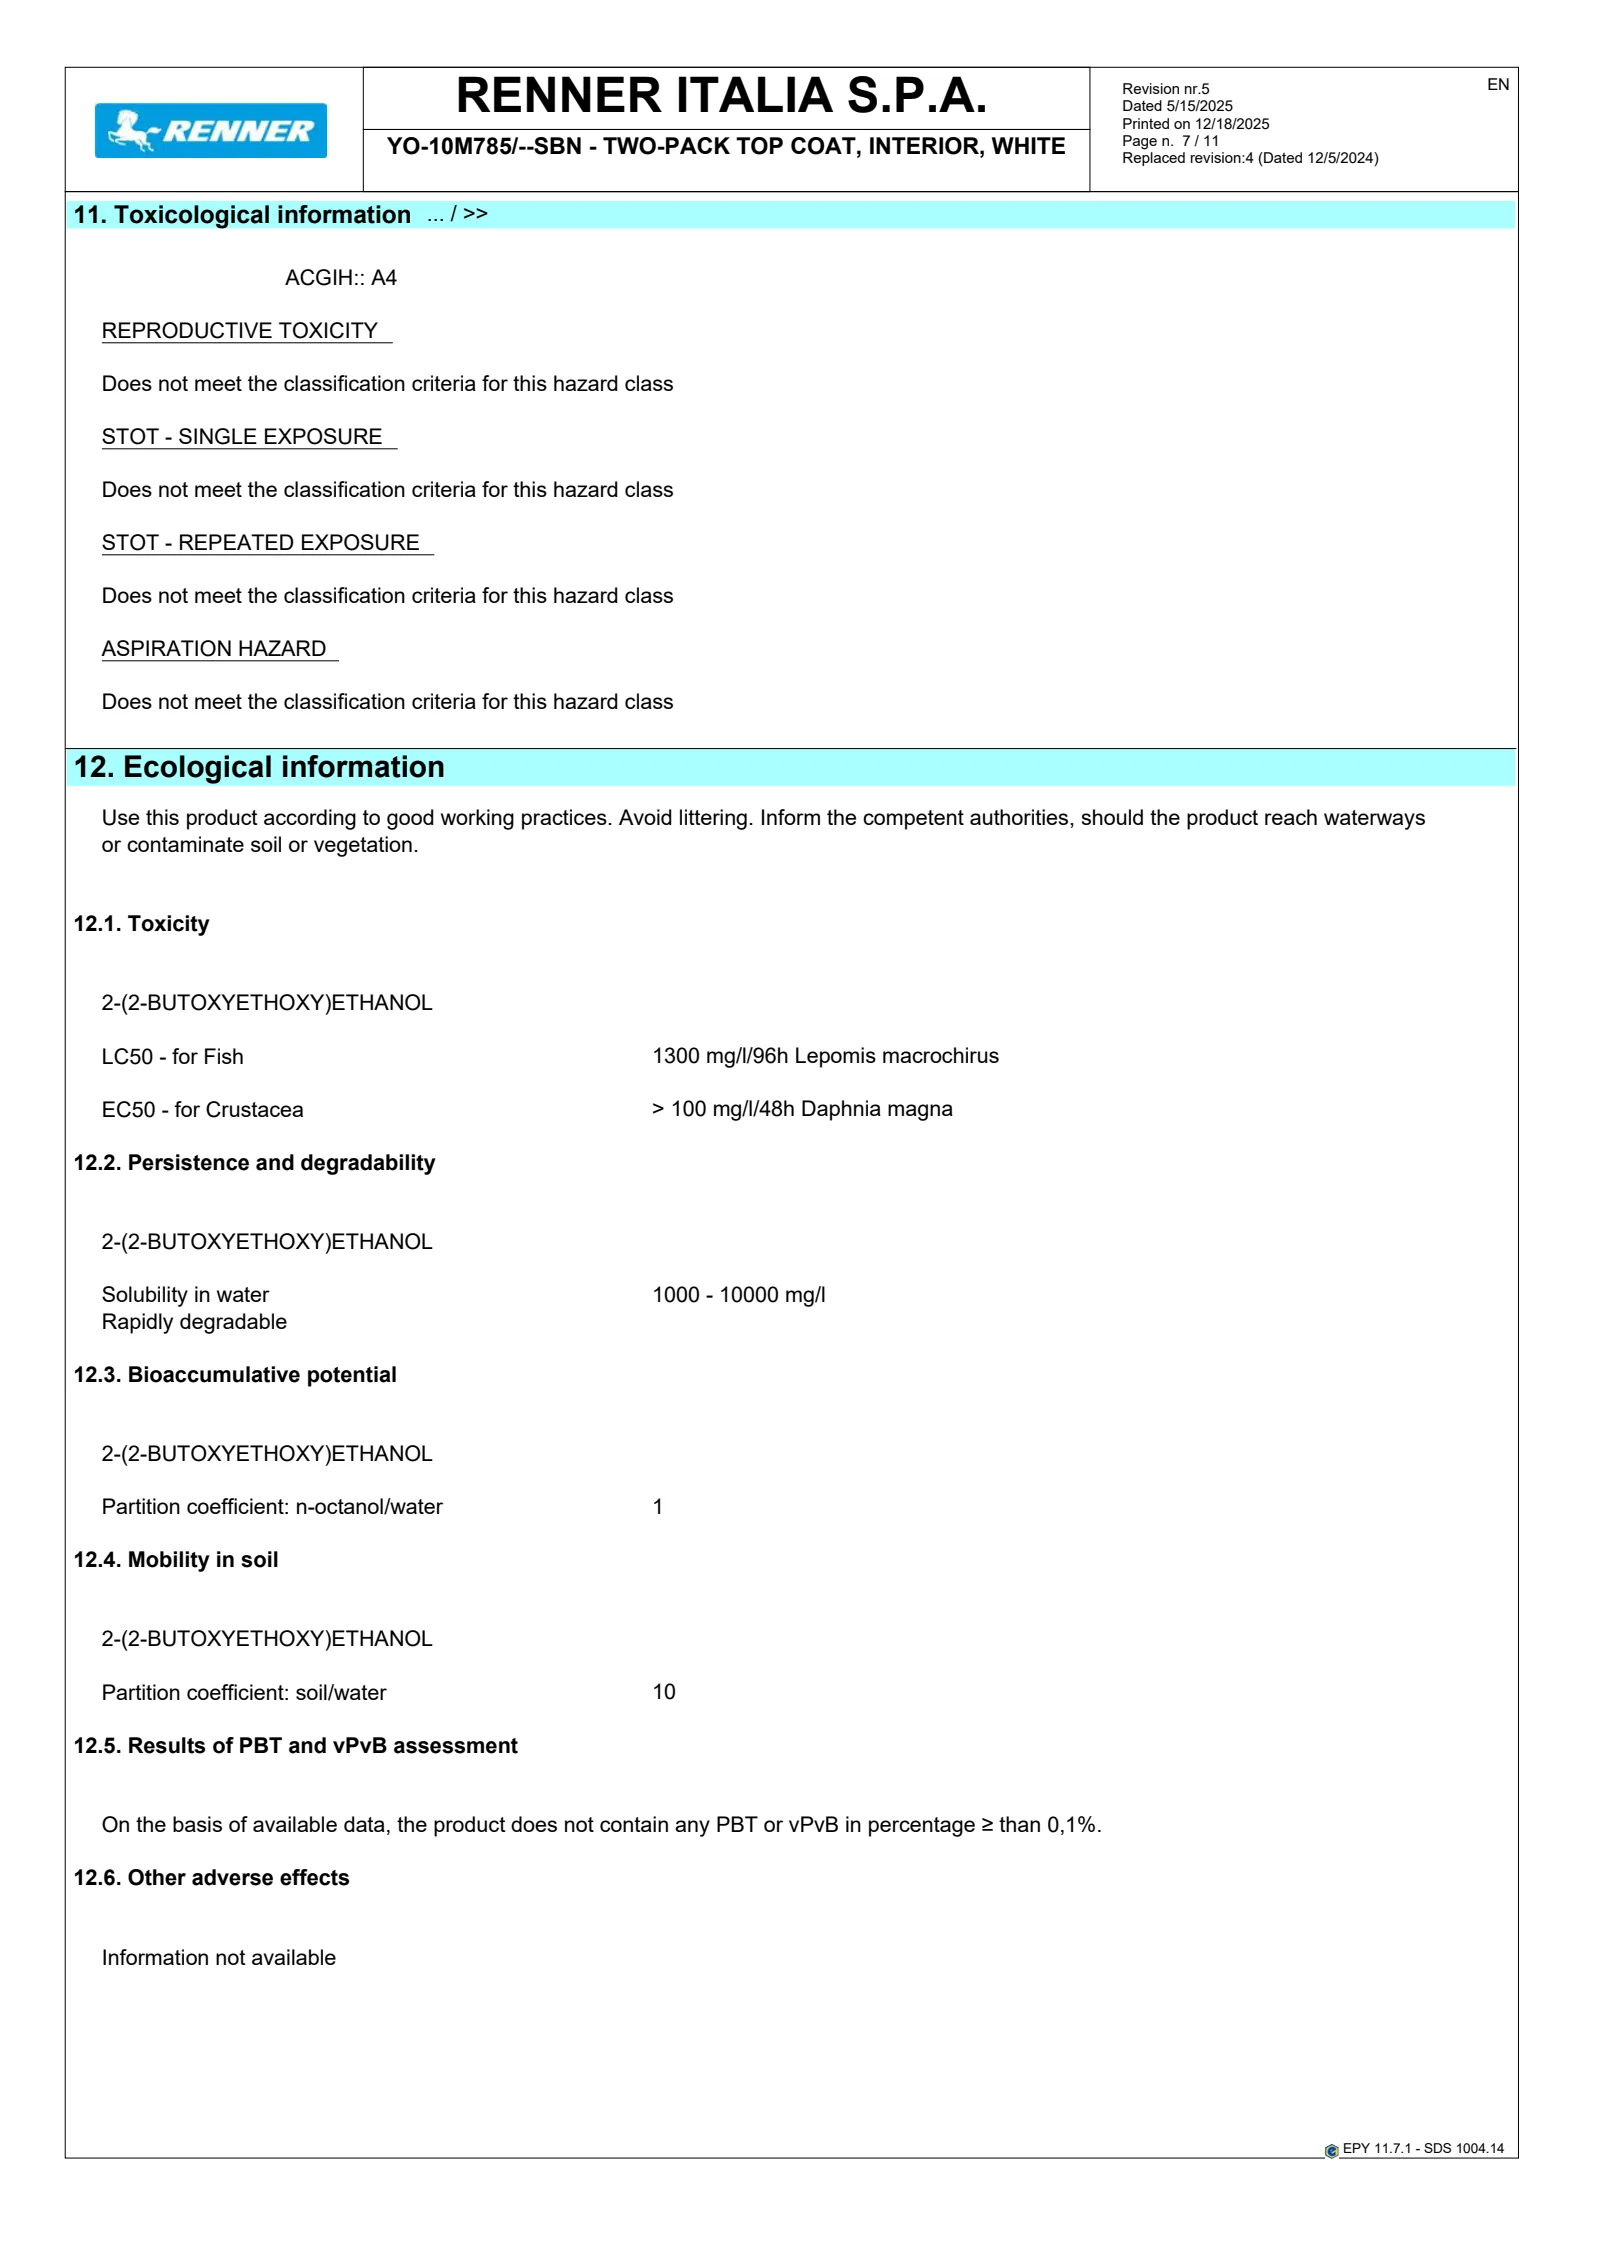 RENNER
RENNER ITALIA S.P.A.
YO-10M785/--SBN - TWO-PACK TOP COAT, INTERIOR, WHITE
Revision nr.5
Dated 5/15/2025
Printed on 12/18/2025
Page n. 7 / 11
Replaced revision:4 (Dated 12/5/2024)
EN
11. Toxicological information ... / >>
ACGIH:: A4
REPRODUCTIVE TOXICITY
Does not meet the classification criteria for this hazard class
STOT - SINGLE EXPOSURE
Does not meet the classification criteria for this hazard class
STOT - REPEATED EXPOSURE
Does not meet the classification criteria for this hazard class
ASPIRATION HAZARD
Does not meet the classification criteria for this hazard class
12. Ecological information
Use this product according to good working practices. Avoid littering. Inform the competent authorities, should the product reach waterways
or contaminate soil or vegetation.
12.1. Toxicity
2-(2-BUTOXYETHOXY)ETHANOL
LC50 - for Fish 1300 mg/l/96h Lepomis macrochirus
EC50 - for Crustacea > 100 mg/l/48h Daphnia magna
12.2. Persistence and degradability
2-(2-BUTOXYETHOXY)ETHANOL
Solubility in water 1000 - 10000 mg/l
Rapidly degradable
12.3. Bioaccumulative potential
2-(2-BUTOXYETHOXY)ETHANOL
Partition coefficient: n-octanol/water 1
12.4. Mobility in soil
2-(2-BUTOXYETHOXY)ETHANOL
Partition coefficient: soil/water 10
12.5. Results of PBT and vPvB assessment
On the basis of available data, the product does not contain any PBT or vPvB in percentage ≥ than 0,1%.
12.6. Other adverse effects
Information not available
EPY 11.7.1 - SDS 1004.14